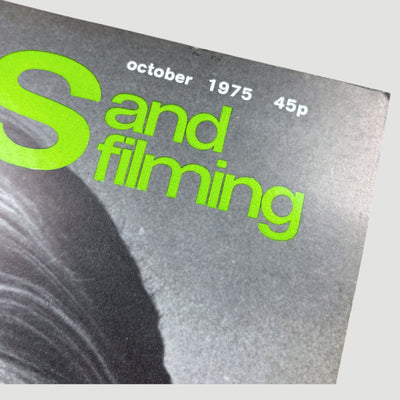 october 1975 45p
s and
filming